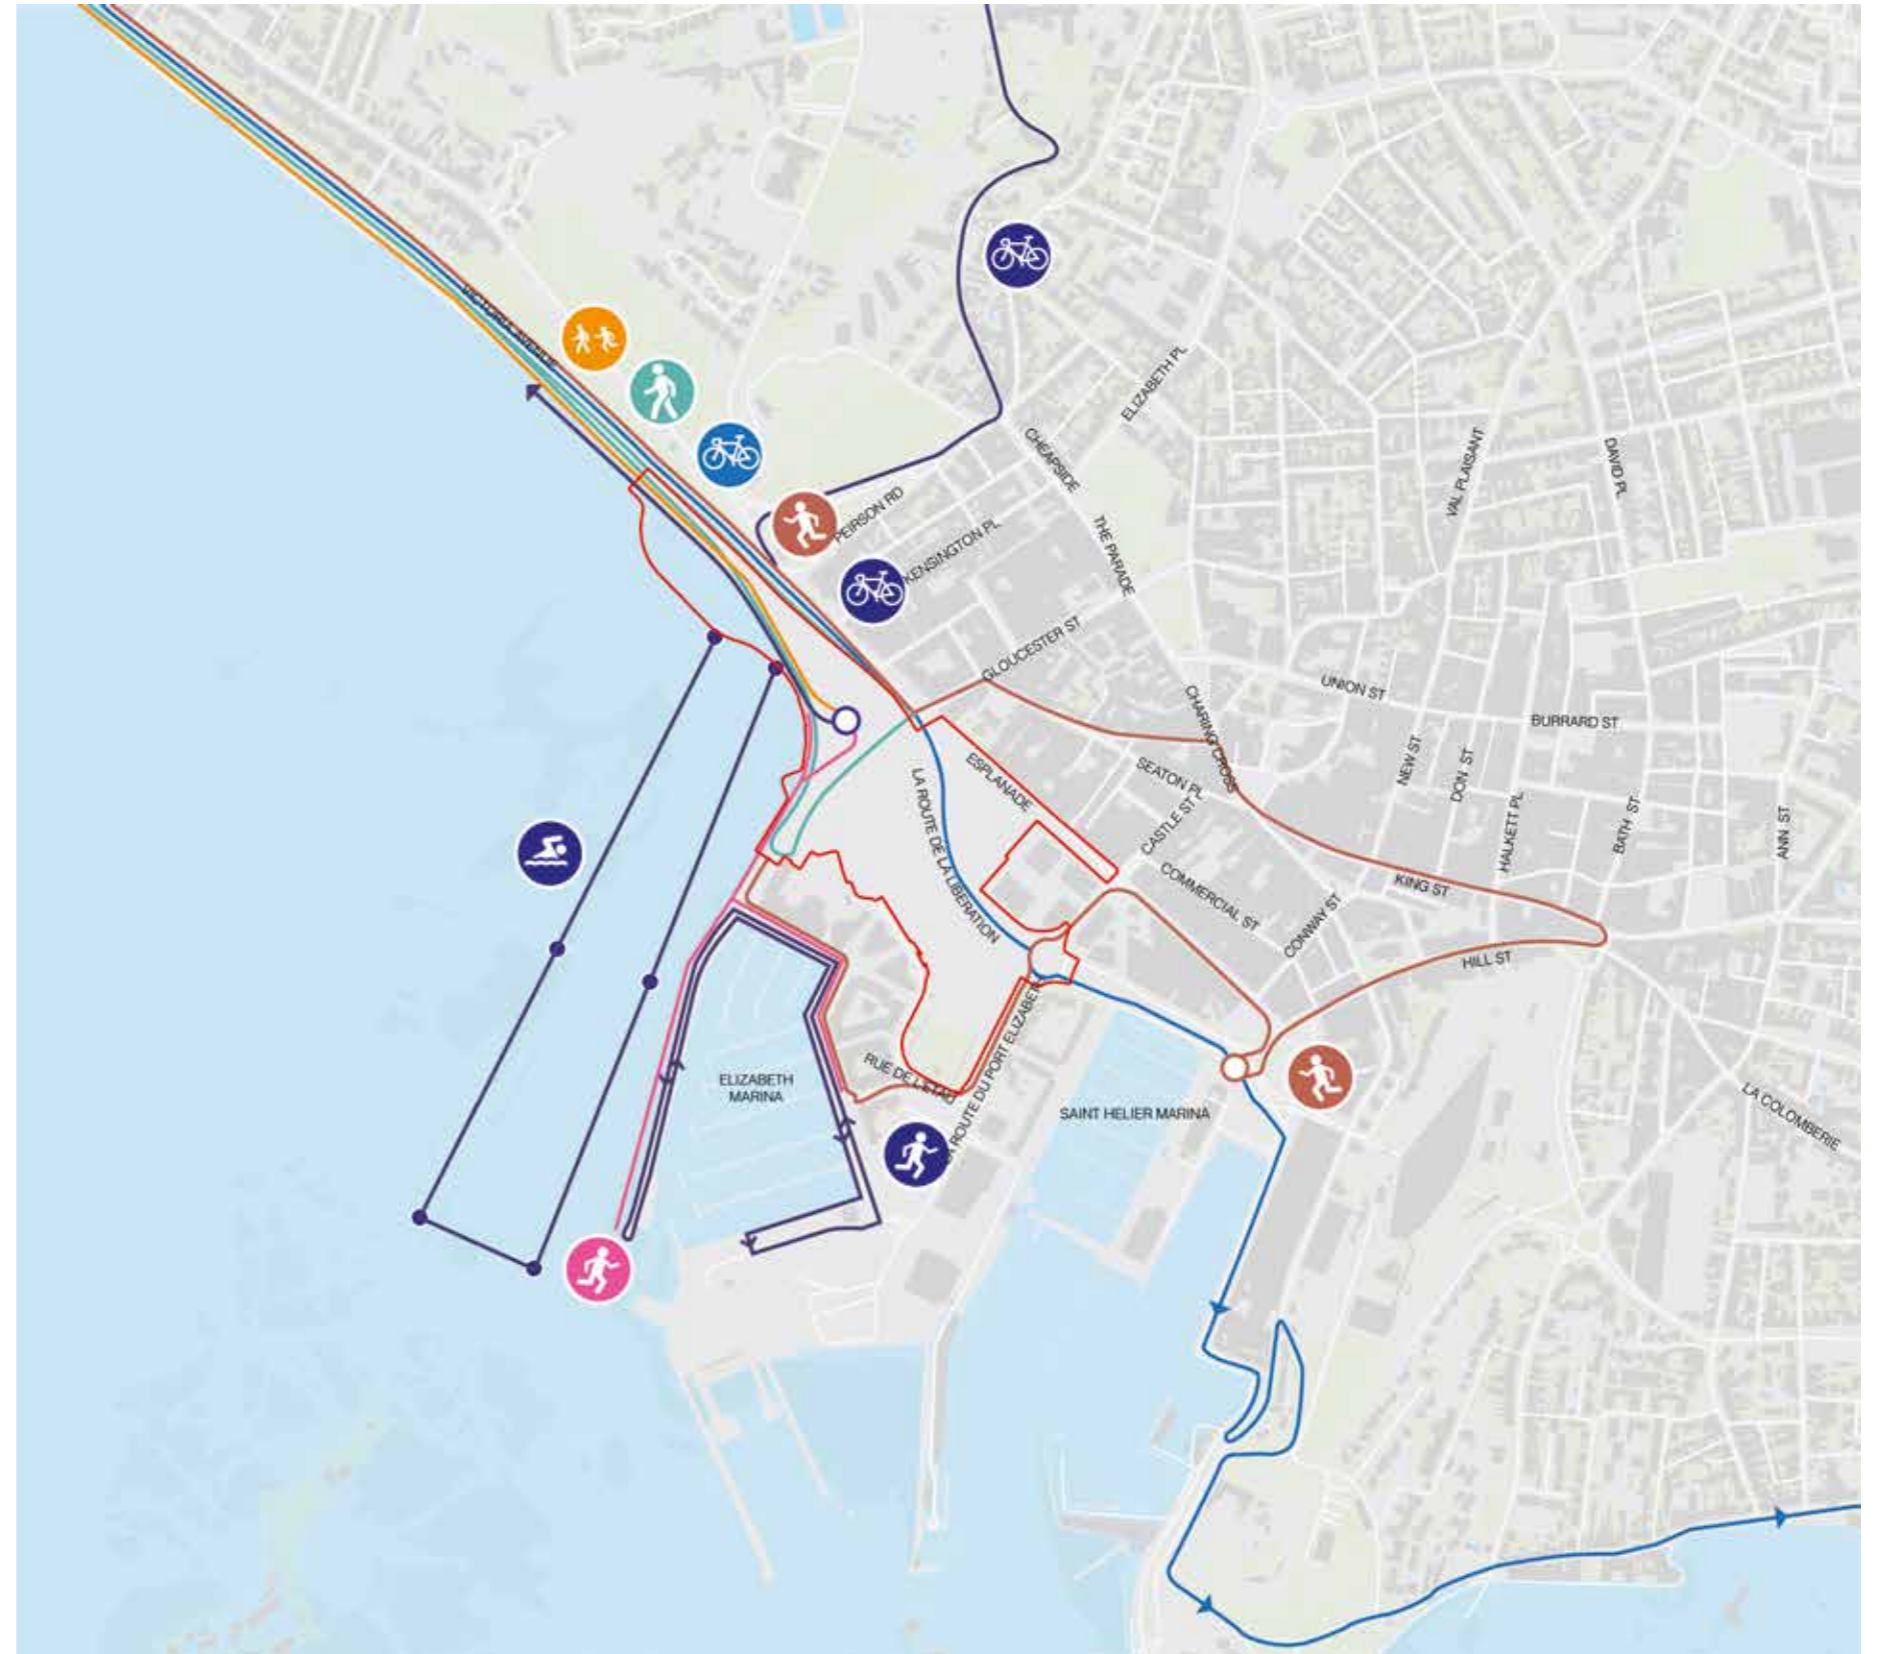 VICTORIA AVENUE
ELIZABETH PL
CHEAPSIDE
VAL PLAISANT
DAVID PL
PEIRSON RD
KENSINGTON PL
THE PARADE
GLOUCESTER ST
UNION ST
BURRARD ST
CHARING CROSS
NEW ST
DON ST
HALKETT PL
BATH ST
ANN ST
ESPLANADE
SEATON PL
CASTLE ST
LA ROUTE DE LA LIBERATION
COMMERCIAL ST
KING ST
CONWAY ST
HILL ST
RUE DE L'ETAU
LA ROUTE DU PORT ELIZABETH
ELIZABETH
MARINA
SAINT HELIER MARINA
LA COLOMBERIE